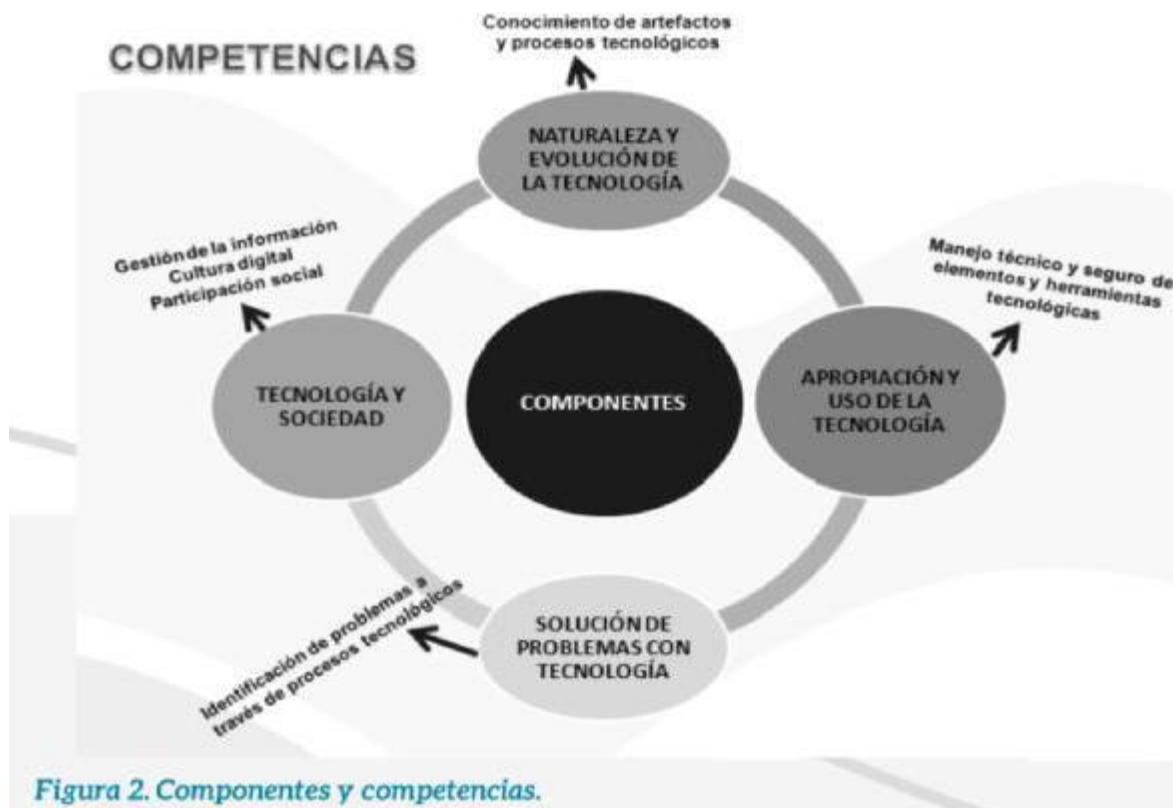 COMPETENCIAS
Conocimiento de artefactos
y procesos tecnológicos
NATURALEZA Y
EVOLUCIÓN DE
LA TECNOLOGÍA
Gestión de la información
Cultura digital
Participación social
Manejo técnico y seguro de
elementos y herramientas
tecnológicas
TECNOLOGÍA Y
SOCIEDAD
COMPONENTES
APROPIACIÓN Y
USO DE LA
TECNOLOGÍA
Identificación de problemas a
través de procesos tecnológicos
SOLUCIÓN DE
PROBLEMAS CON
TECNOLOGÍA
Figura 2. Componentes y competencias.